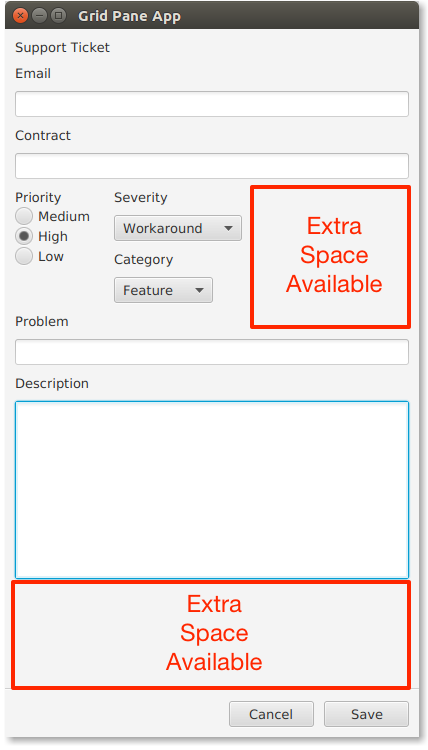 Grid Pane App
Support Ticket
Email
Contract
Priority
Medium
High
Low
Severity
Workaround
Category
Feature
Extra
Space
Available
Problem
Description
Extra
Space
Available
Cancel
Save